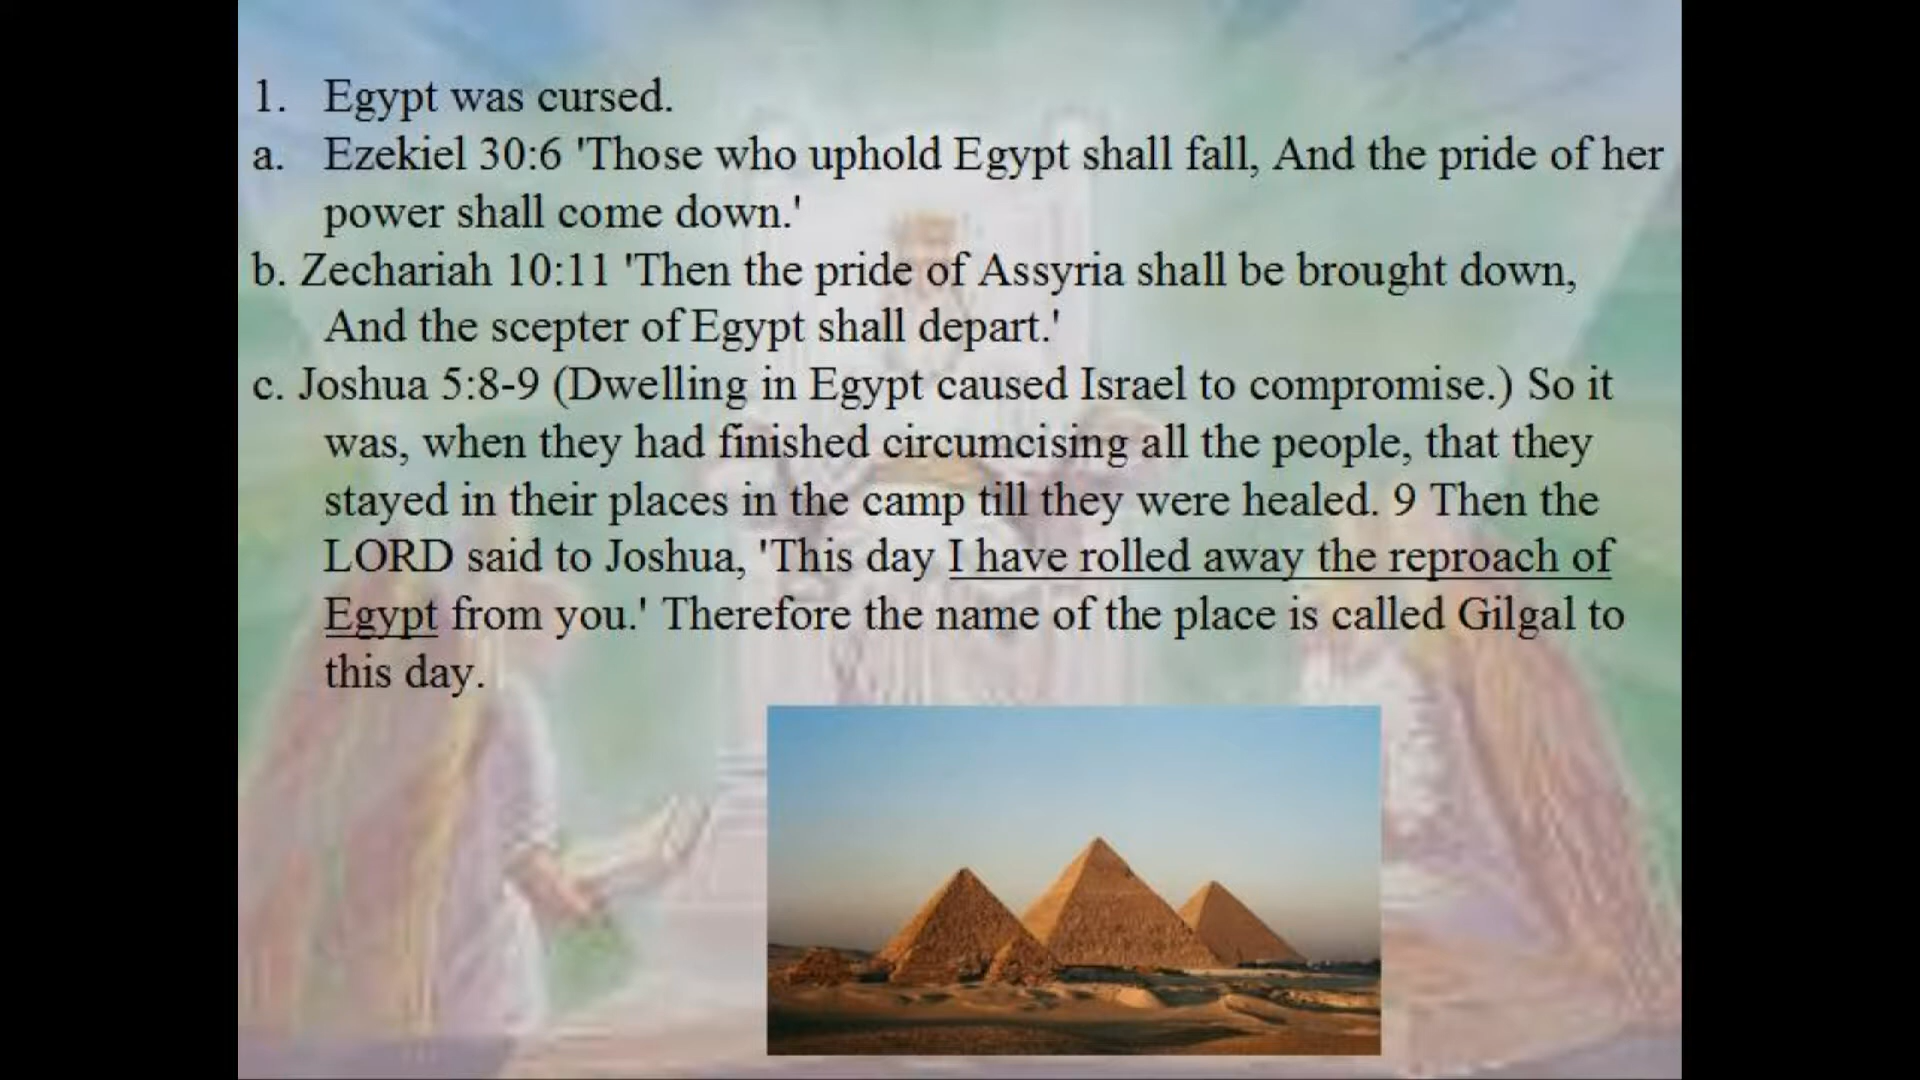 1. Egypt was cursed.
a. Ezekiel 30:6 'Those who uphold Egypt shall fall, And the pride of her
power shall come down.'
b. Zechariah 10:11 'Then the pride of Assyria shall be brought down,
And the scepter of Egypt shall depart.'
c. Joshua 5:8-9 (Dwelling in Egypt caused Israel to compromise.) So it
was, when they had finished circumcising all the people, that they
stayed in their places in the camp till they were healed. 9 Then the
LORD said to Joshua, 'This day I have rolled away the reproach of
Egypt from you.' Therefore the name of the place is called Gilgal to
this day.